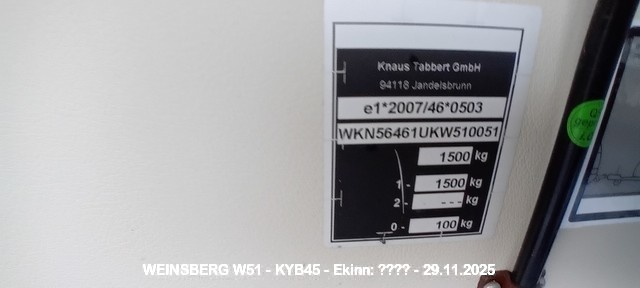 Knaus Tabbert GmbH
94118 Jandelsbrunn
e1*2007/46*0503
WKN56461UKW510051
1500 kg
1- 1500 kg
2- --- kg
0- 100 kg
WEINSBERG W51 - KYB45 - Ekinn: ???? - 29.11.2025